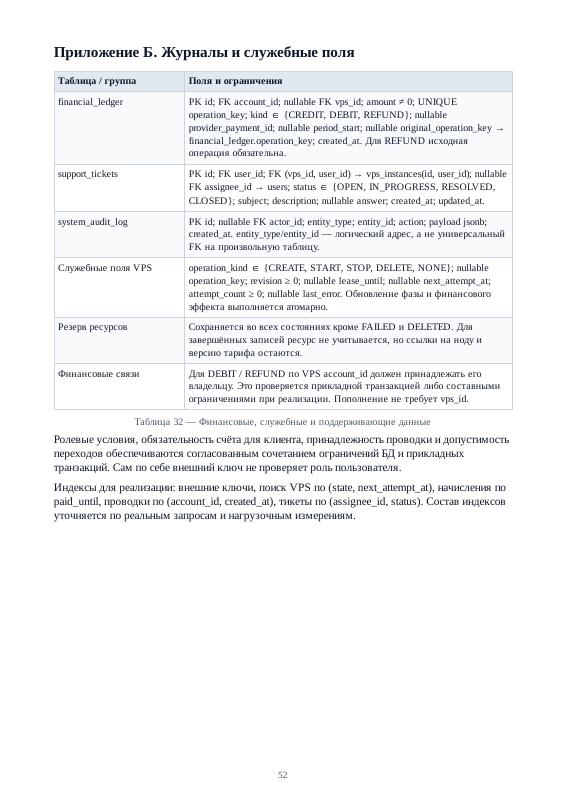 Приложение Б. Журналы и служебные поля
Таблица / группа
Поля и ограничения
financial_ledger
PK id; FK account_id; nullable FK vps_id; amount ≠ 0; UNIQUE
operation_key; kind ∈ {CREDIT, DEBIT, REFUND}; nullable
provider_payment_id; nullable period_start; nullable original_operation_key →
financial_ledger.operation_key; created_at. Для REFUND исходная
операция обязательна.
support_tickets
PK id; FK user_id; FK (vps_id, user_id) → vps_instances(id, user_id); nullable
FK assignee_id → users; status ∈ {OPEN, IN_PROGRESS, RESOLVED,
CLOSED}; subject; description; nullable answer; created_at; updated_at.
system_audit_log
PK id; nullable FK actor_id; entity_type; entity_id; action; payload jsonb;
created_at. entity_type/entity_id — логический адрес, а не универсальный
FK на произвольную таблицу.
Служебные поля VPS
operation_kind ∈ {CREATE, START, STOP, DELETE, NONE}; nullable
operation_key; revision ≥ 0; nullable lease_until; nullable next_attempt_at;
attempt_count ≥ 0; nullable last_error. Обновление фазы и финансового
эффекта выполняется атомарно.
Резерв ресурсов
Сохраняется во всех состояниях кроме FAILED и DELETED. Для
завершённых записей ресурс не учитывается, но ссылки на ноду и
версию тарифа остаются.
Финансовые связи
Для DEBIT / REFUND по VPS account_id должен принадлежать его
владельцу. Это проверяется прикладной транзакцией либо составными
ограничениями при реализации. Пополнение не требует vps_id.
Таблица 32 — Финансовые, служебные и поддерживающие данные
Ролевые условия, обязательность счёта для клиента, принадлежность проводки и допустимость
переходов обеспечиваются согласованным сочетанием ограничений БД и прикладных
транзакций. Сам по себе внешний ключ не проверяет роль пользователя.
Индексы для реализации: внешние ключи, поиск VPS по (state, next_attempt_at), начисления по
paid_until, проводки по (account_id, created_at), тикеты по (assignee_id, status). Состав индексов
уточняется по реальным запросам и нагрузочным измерениям.
52